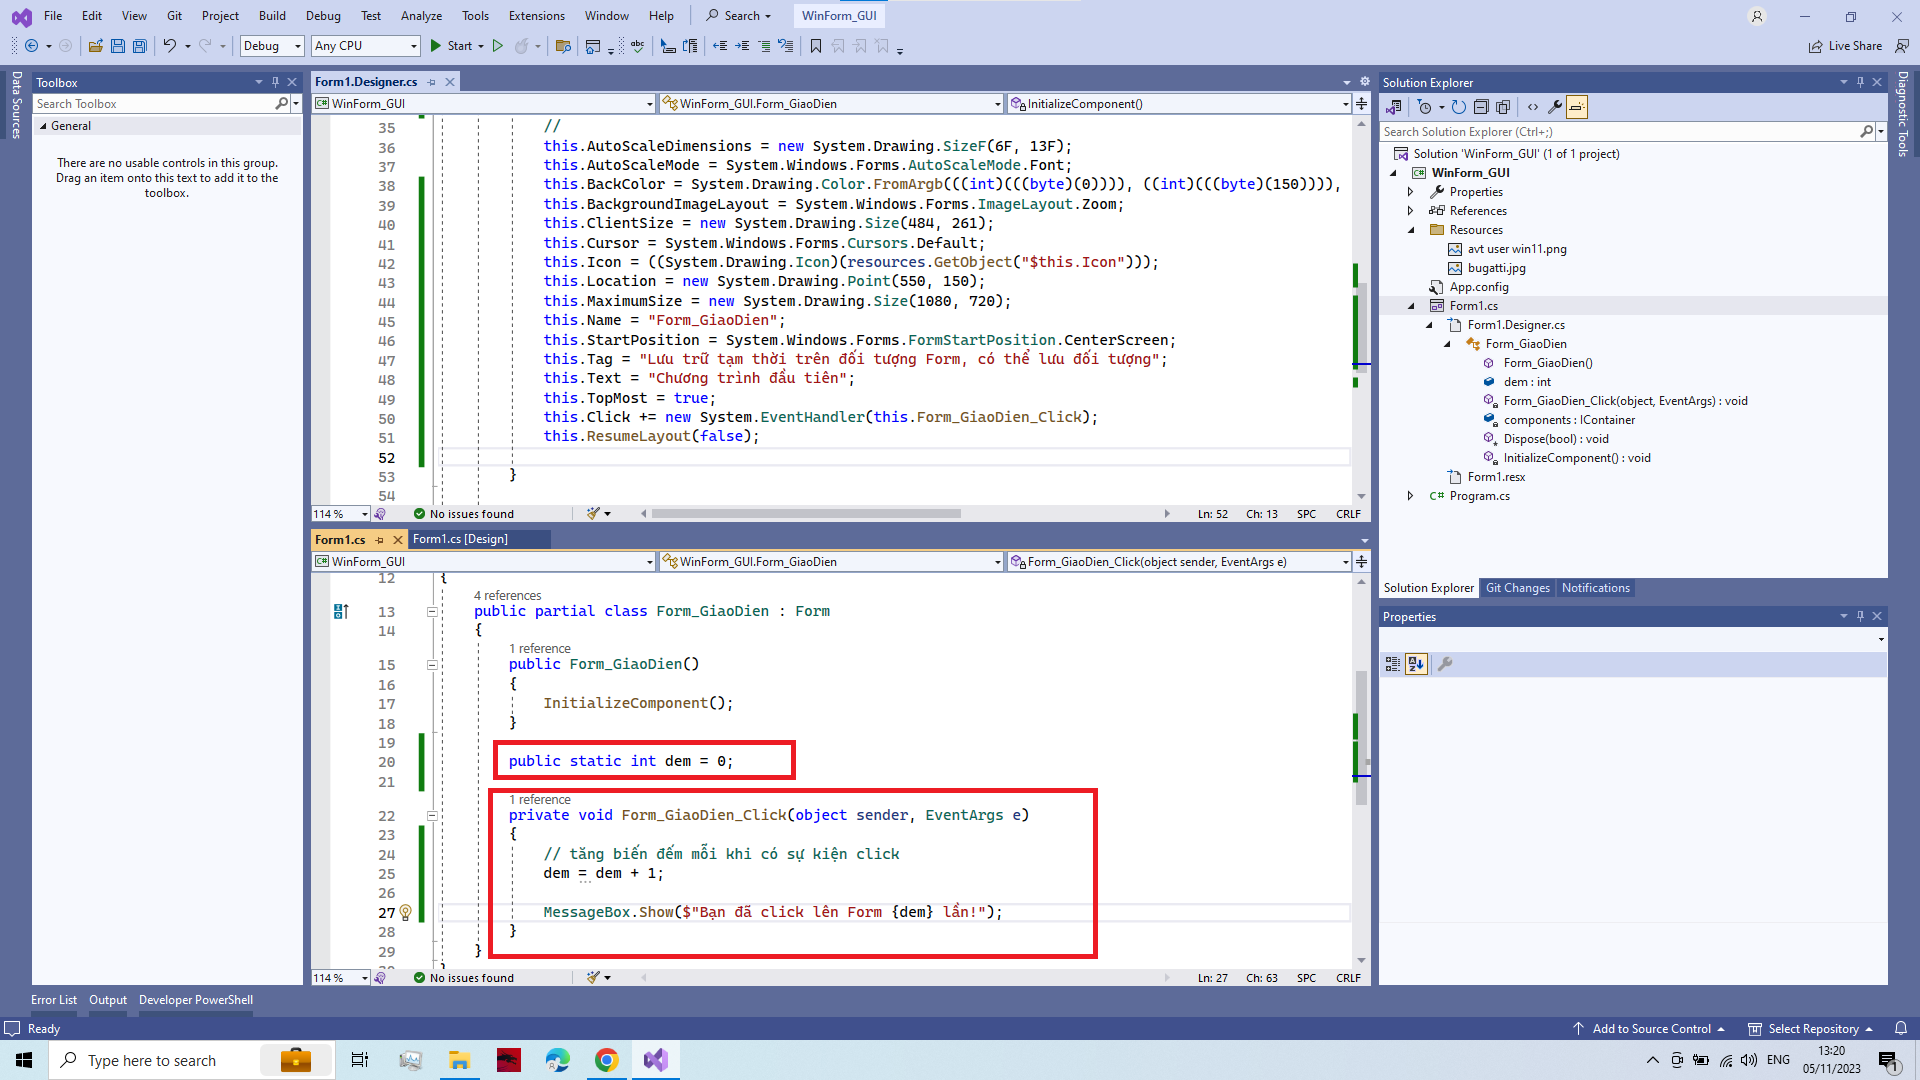 File Edit View Git Project Build Debug Test Analyze Tools Extensions Window Help Search WinForm_GUI
Debug Any CPU Start Live Share
Data Sources
Toolbox
Search Toolbox
General
There are no usable controls in this group.
Drag an item onto this text to add it to the
toolbox.
Form1.Designer.cs
WinForm_GUI WinForm_GUI.Form_GiaoDien InitializeComponent()
35 //
36 this.AutoScaleDimensions = new System.Drawing.SizeF(6F, 13F);
37 this.AutoScaleMode = System.Windows.Forms.AutoScaleMode.Font;
38 this.BackColor = System.Drawing.Color.FromArgb(((int)(((byte)(0)))), ((int)(((byte)(150)))),
39 this.BackgroundImageLayout = System.Windows.Forms.ImageLayout.Zoom;
40 this.ClientSize = new System.Drawing.Size(484, 261);
41 this.Cursor = System.Windows.Forms.Cursors.Default;
42 this.Icon = ((System.Drawing.Icon)(resources.GetObject("$this.Icon")));
43 this.Location = new System.Drawing.Point(550, 150);
44 this.MaximumSize = new System.Drawing.Size(1080, 720);
45 this.Name = "Form_GiaoDien";
46 this.StartPosition = System.Windows.Forms.FormStartPosition.CenterScreen;
47 this.Tag = "Lưu trữ tạm thời trên đối tượng Form, có thể lưu đối tượng";
48 this.Text = "Chương trình đầu tiên";
49 this.TopMost = true;
50 this.Click += new System.EventHandler(this.Form_GiaoDien_Click);
51 this.ResumeLayout(false);
52
53 }
54
114 % No issues found Ln: 52 Ch: 13 SPC CRLF
Form1.cs Form1.cs [Design]
WinForm_GUI WinForm_GUI.Form_GiaoDien Form_GiaoDien_Click(object sender, EventArgs e)
12 {
4 references
13 public partial class Form_GiaoDien : Form
14 {
1 reference
15 public Form_GiaoDien()
16 {
17 InitializeComponent();
18 }
19
20 public static int dem = 0;
21
1 reference
22 private void Form_GiaoDien_Click(object sender, EventArgs e)
23 {
24 // tăng biến đếm mỗi khi có sự kiện click
25 dem = dem + 1;
26
27 MessageBox.Show($"Bạn đã click lên Form {dem} lần!");
28 }
29 }
114 % No issues found Ln: 27 Ch: 63 SPC CRLF
Solution Explorer
Search Solution Explorer (Ctrl+;)
Solution 'WinForm_GUI' (1 of 1 project)
WinForm_GUI
Properties
References
Resources
avt user win11.png
bugatti.jpg
App.config
Form1.cs
Form1.Designer.cs
Form_GiaoDien
Form_GiaoDien()
dem : int
Form_GiaoDien_Click(object, EventArgs) : void
components : IContainer
Dispose(bool) : void
InitializeComponent() : void
Form1.resx
C# Program.cs
Solution Explorer Git Changes Notifications
Properties
Diagnostic Tools
Error List Output Developer PowerShell
Ready Add to Source Control Select Repository
Type here to search ENG 13:20
05/11/2023
1